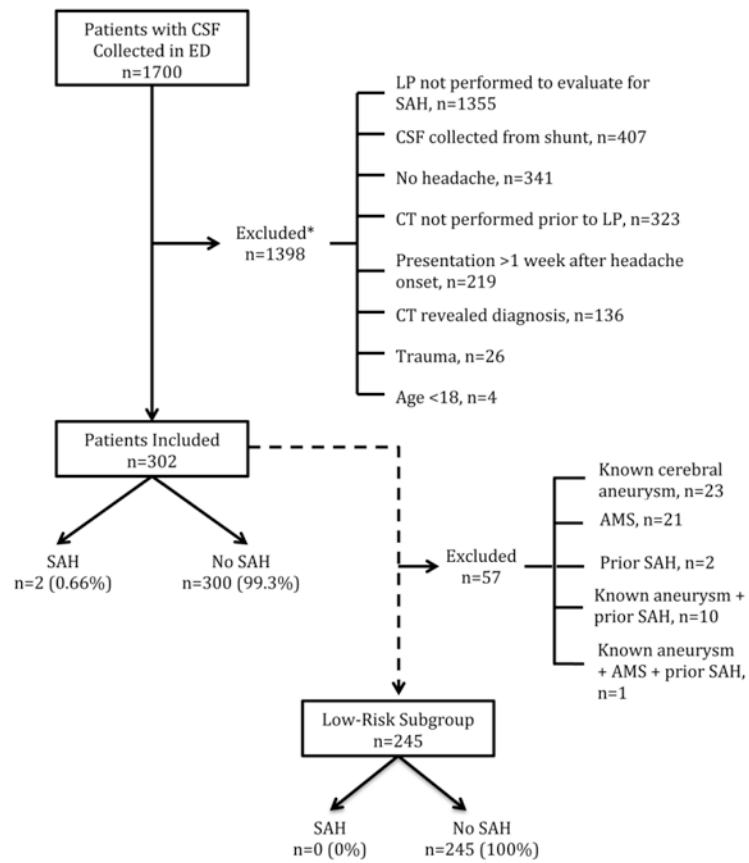 Patients with CSF
Collected in ED
n=1700
LP not performed to evaluate for
SAH, n=1355
CSF collected from shunt, n=407
No headache, n=341
CT not performed prior to LP, n=323
Excluded*
n=1398
Presentation >1 week after headache
onset, n=219
CT revealed diagnosis, n=136
Trauma, n=26
Age <18, n=4
Patients Included
n=302
SAH
n=2 (0.66%)
No SAH
n=300 (99.3%)
Excluded
n=57
Known cerebral
aneurysm, n=23
AMS, n=21
Prior SAH, n=2
Known aneurysm +
prior SAH, n=10
Known aneurysm
+ AMS + prior SAH,
n=1
Low-Risk Subgroup
n=245
SAH
n=0 (0%)
No SAH
n=245 (100%)